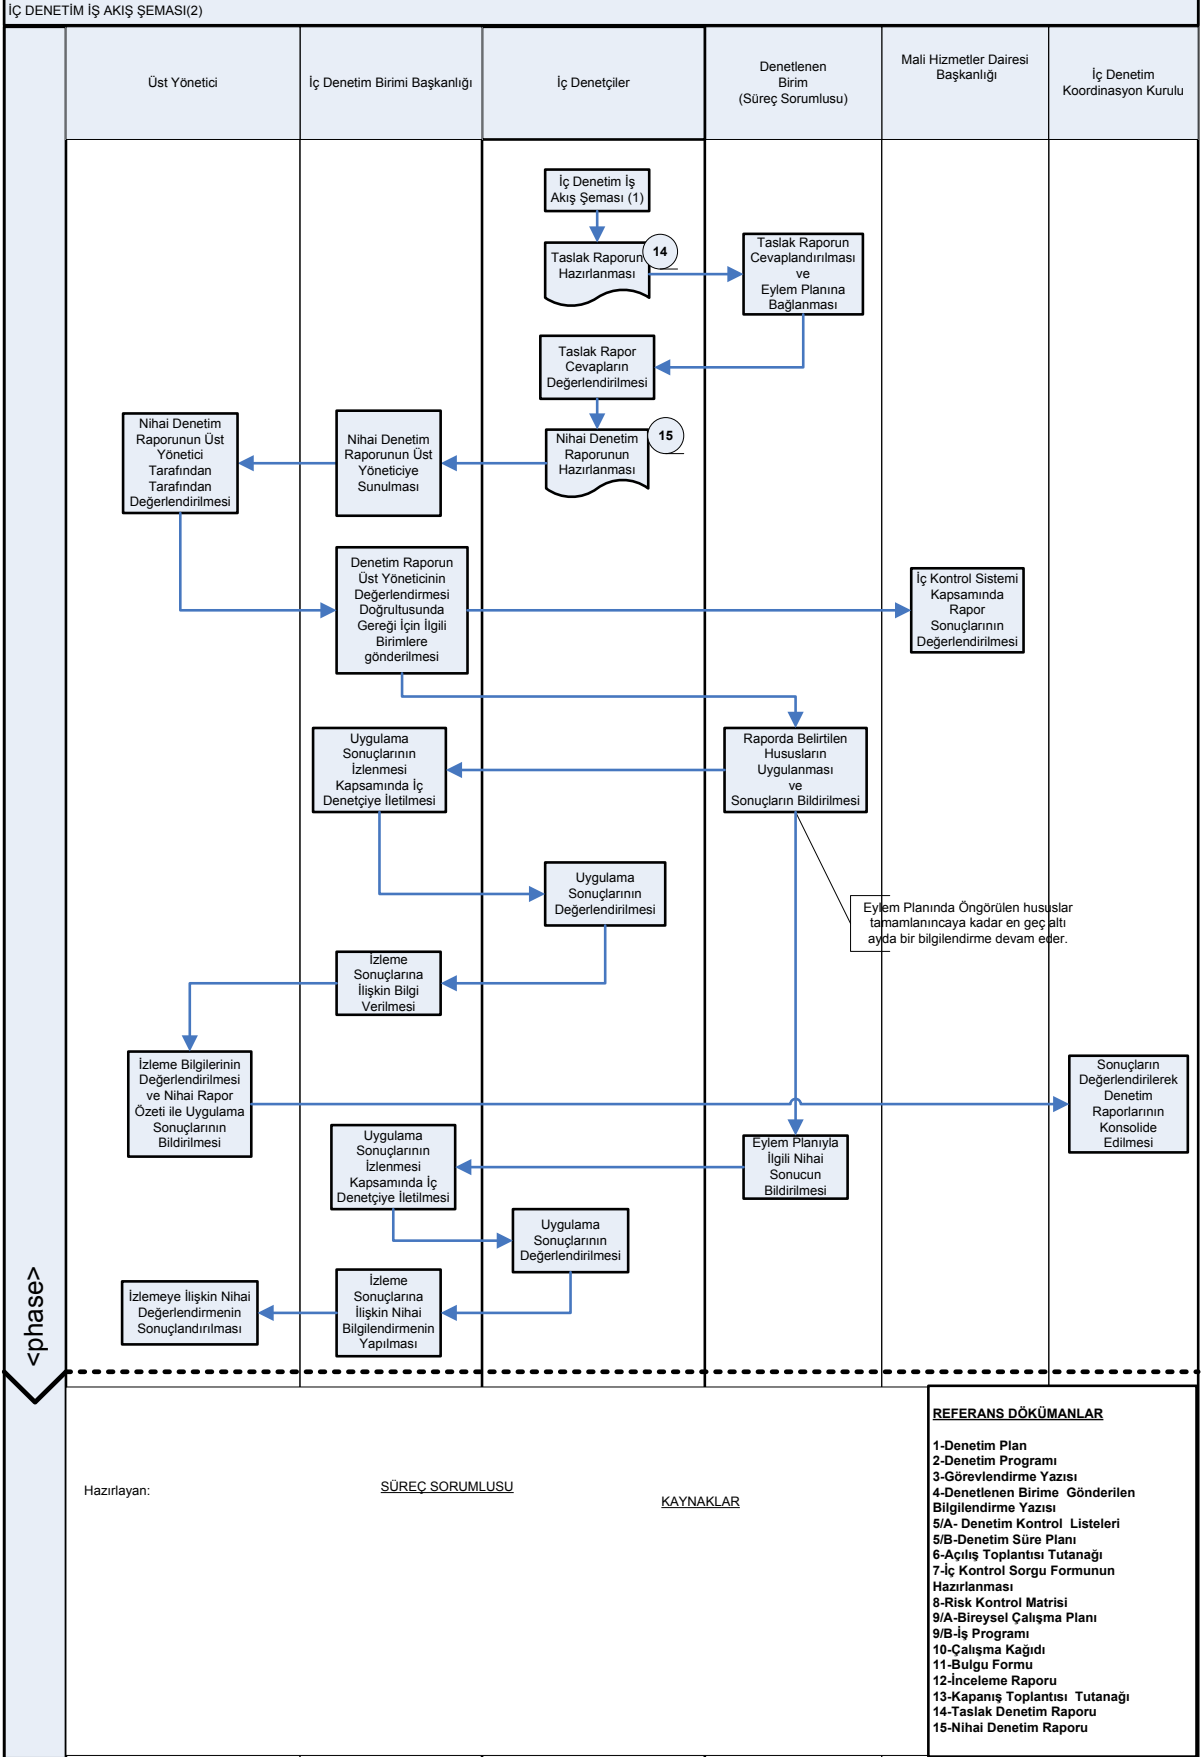 İÇ DENETİM İŞ AKIŞ ŞEMASI(2)
Üst Yönetici
İç Denetim Birimi Başkanlığı
İç Denetçiler
Denetlenen
Birim
(Süreç Sorumlusu)
Mali Hizmetler Dairesi
Başkanlığı
İç Denetim
Koordinasyon Kurulu
İç Denetim İş
Akış Şeması (1)
Taslak Raporun
Hazırlanması
14
Taslak Raporun
Cevaplandırılması
ve
Eylem Planına
Bağlanması
Taslak Rapor
Cevapların
Değerlendirilmesi
Nihai Denetim
Raporunun Üst
Yönetici
Tarafından
Tarafından
Değerlendirilmesi
Nihai Denetim
Raporunun Üst
Yöneticiye
Sunulması
Nihai Denetim
Raporunun
Hazırlanması
15
Denetim Raporun
Üst Yöneticinin
Değerlendirmesi
Doğrultusunda
Gereği İçin İlgili
Birimlere
gönderilmesi
İç Kontrol Sistemi
Kapsamında
Rapor
Sonuçlarının
Değerlendirilmesi
Uygulama
Sonuçlarının
İzlenmesi
Kapsamında İç
Denetçiye İletilmesi
Raporda Belirtilen
Hususların
Uygulanması
ve
Sonuçların Bildirilmesi
Uygulama
Sonuçlarının
Değerlendirilmesi
Eylem Planında Öngörülen hususlar
tamamlanıncaya kadar en geç altı
ayda bir bilgilendirme devam eder.
İzleme
Sonuçlarına
İlişkin Bilgi
Verilmesi
İzleme Bilgilerinin
Değerlendirilmesi
ve Nihai Rapor
Özeti ile Uygulama
Sonuçlarının
Bildirilmesi
Sonuçların
Değerlendirilerek
Denetim
Raporlarının
Konsolide
Edilmesi
Uygulama
Sonuçlarının
İzlenmesi
Kapsamında İç
Denetçiye İletilmesi
Eylem Planıyla
İlgili Nihai
Sonucun
Bildirilmesi
Uygulama
Sonuçlarının
Değerlendirilmesi
İzlemeye İlişkin Nihai
Değerlendirmenin
Sonuçlandırılması
İzleme
Sonuçlarına
İlişkin Nihai
Bilgilendirmenin
Yapılması
<phase>
Hazırlayan:
SÜREÇ SORUMLUSU
KAYNAKLAR
REFERANS DÖKÜMANLAR
1-Denetim Plan
2-Denetim Programı
3-Görevlendirme Yazısı
4-Denetlenen Birime Gönderilen
Bilgilendirme Yazısı
5/A- Denetim Kontrol Listeleri
5/B-Denetim Süre Planı
6-Açılış Toplantısı Tutanağı
7-İç Kontrol Sorgu Formunun
Hazırlanması
8-Risk Kontrol Matrisi
9/A-Bireysel Çalışma Planı
9/B-İş Programı
10-Çalışma Kağıdı
11-Bulgu Formu
12-İnceleme Raporu
13-Kapanış Toplantısı Tutanağı
14-Taslak Denetim Raporu
15-Nihai Denetim Raporu